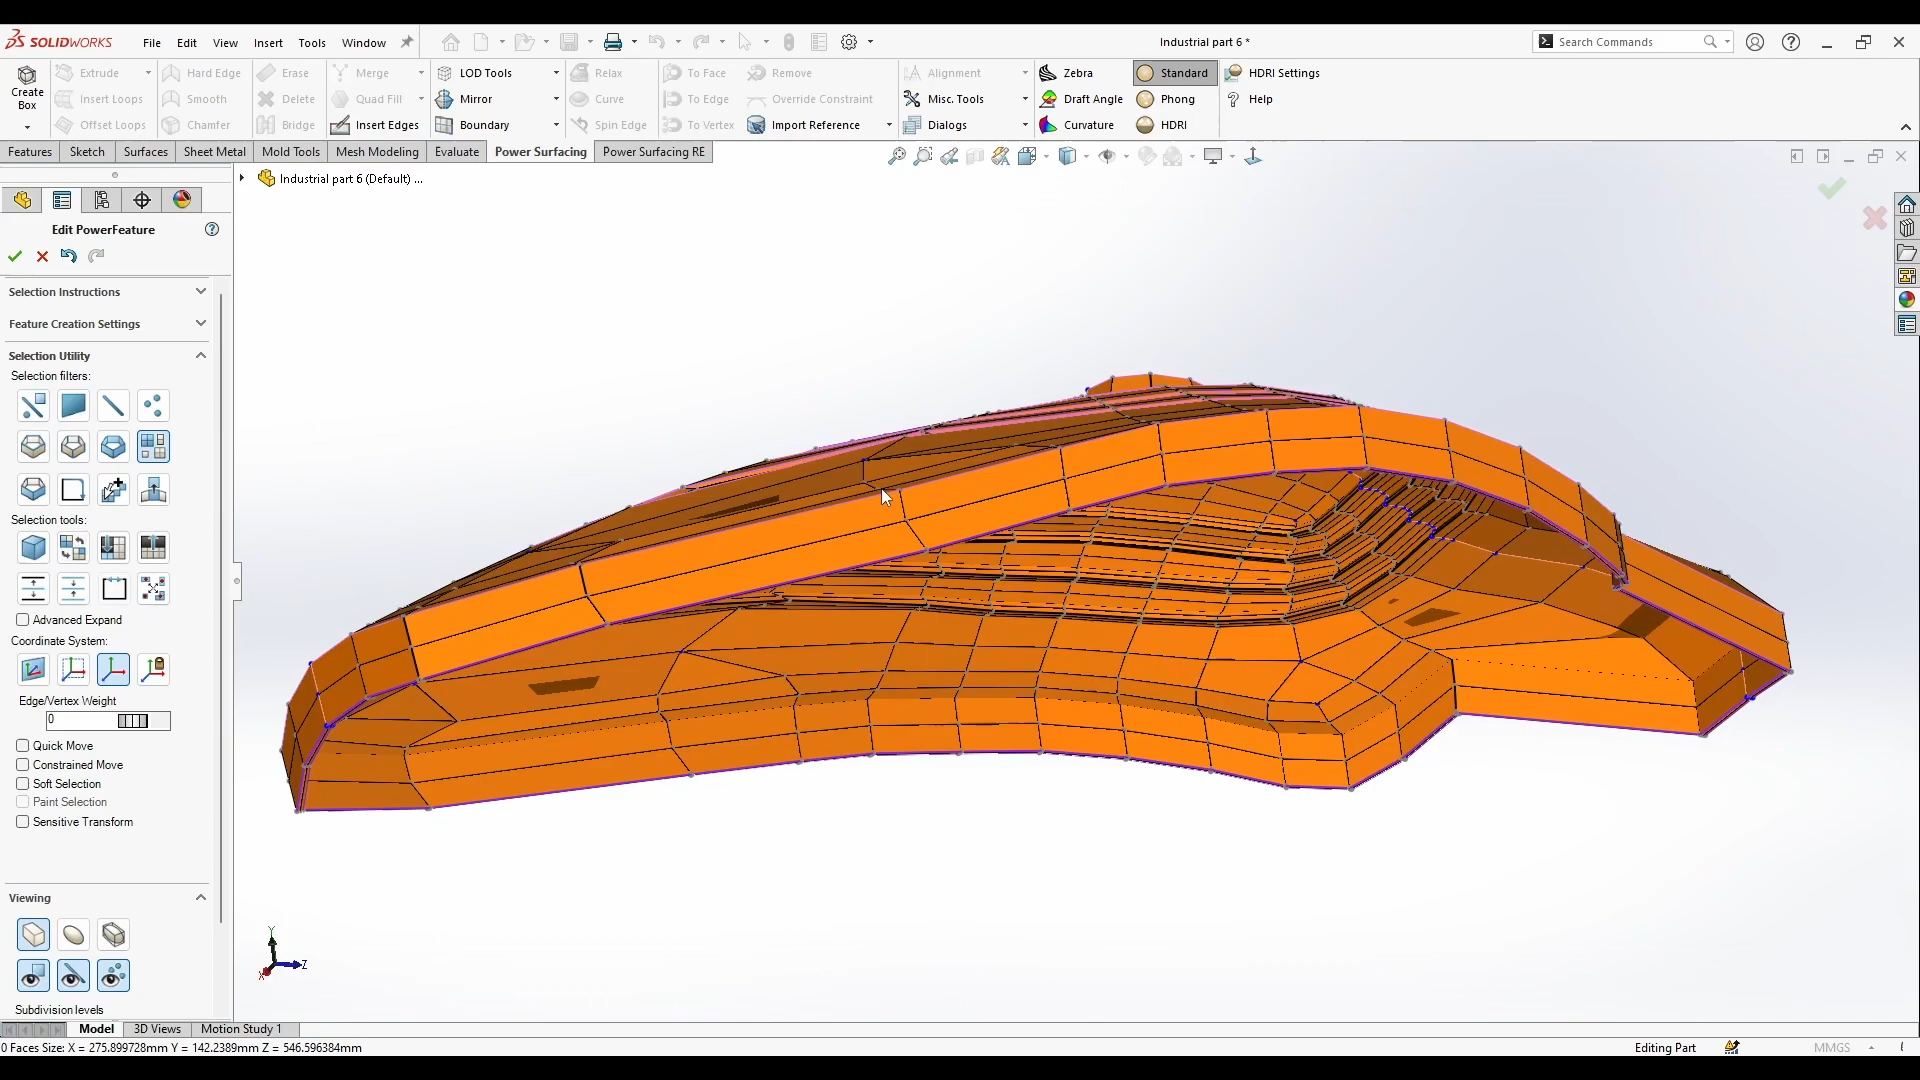 SOLIDWORKS File Edit View Insert Tools Window Industrial part 6 * Search Commands
Create Box
Extrude Hard Edge Erase Merge LOD Tools Relax To Face Remove Alignment Zebra Standard HDRI Settings
Insert Loops Smooth Delete Quad Fill Mirror Curve To Edge Override Constraint Misc. Tools Draft Angle Phong Help
Offset Loops Chamfer Bridge Insert Edges Boundary Spin Edge To Vertex Import Reference Dialogs Curvature HDRI
Features Sketch Surfaces Sheet Metal Mold Tools Mesh Modeling Evaluate Power Surfacing Power Surfacing RE
Industrial part 6 (Default) ...
Edit PowerFeature
Selection Instructions
Feature Creation Settings
Selection Utility
Selection filters:
Selection tools:
Advanced Expand
Coordinate System:
Edge/Vertex Weight
0
Quick Move
Constrained Move
Soft Selection
Paint Selection
Sensitive Transform
Viewing
Subdivision levels
Y
X
Z
Model 3D Views Motion Study 1
0 Faces Size: X = 275.899728mm Y = 142.2389mm Z = 546.596384mm Editing Part MMGS